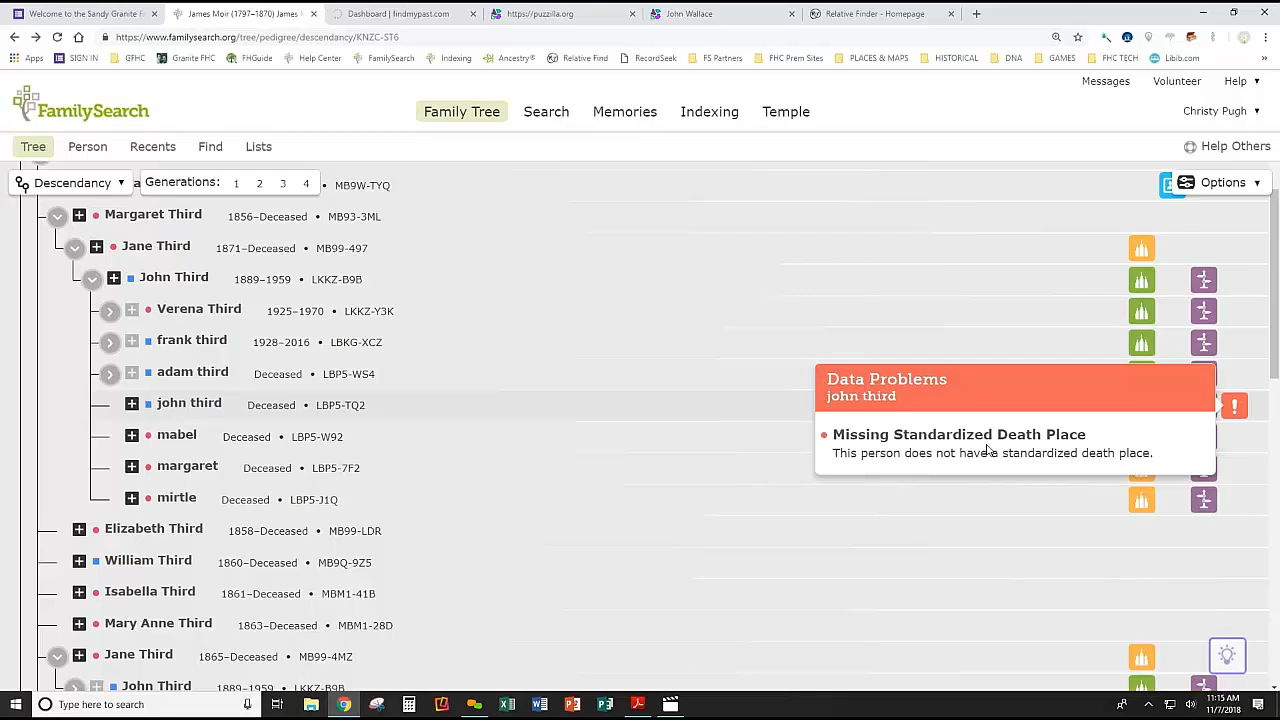 Welcome to the Sandy Granite F
James Moir (1797–1870) James M
Dashboard | findmypast.com
https://puzzilla.org
John Wallace
Relative Finder - Homepage
https://www.familysearch.org/tree/pedigree/descendancy/KNZC-ST6
Apps SIGN IN GFHC Granite FHC FHGuide Help Center FamilySearch Indexing Ancestry® Relative Find RecordSeek FS Partners FHC Prem Sites PLACES & MAPS HISTORICAL DNA GAMES FHC TECH Libib.com »
Messages Volunteer Help
FamilySearch
Family Tree Search Memories Indexing Temple
Christy Pugh
Tree Person Recents Find Lists
Help Others
Descendancy
Generations: 1 2 3 4
• MB9W-TYQ
Options
Margaret Third 1856–Deceased • MB93-3ML
Jane Third 1871–Deceased • MB99-497
John Third 1889–1959 • LKKZ-B9B
Verena Third 1925–1970 • LKKZ-Y3K
frank third 1928–2016 • LBKG-XCZ
adam third Deceased • LBP5-WS4
john third Deceased • LBP5-TQ2
mabel Deceased • LBP5-W92
margaret Deceased • LBP5-7F2
mirtle Deceased • LBP5-J1Q
Data Problems
john third
Missing Standardized Death Place
This person does not have a standardized death place.
Elizabeth Third 1858–Deceased • MB99-LDR
William Third 1860–Deceased • MB9Q-9Z5
Isabella Third 1861–Deceased • MBM1-41B
Mary Anne Third 1863–Deceased • MBM1-28D
Jane Third 1865–Deceased • MB99-4MZ
John Third 1889–1959 • LKKZ-B9B
Type here to search
11:15 AM
11/7/2018